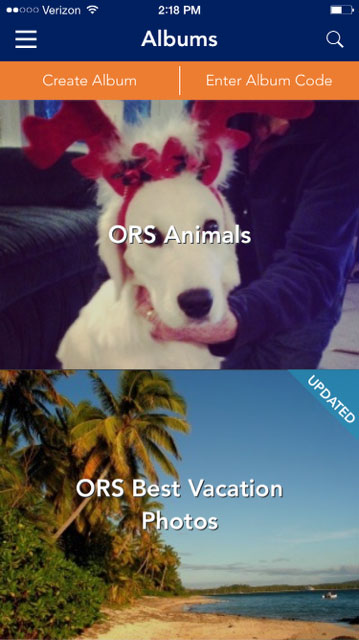 Verizon 2:18 PM
Albums
Create Album Enter Album Code
ORS Animals
UPDATED
ORS Best Vacation
Photos